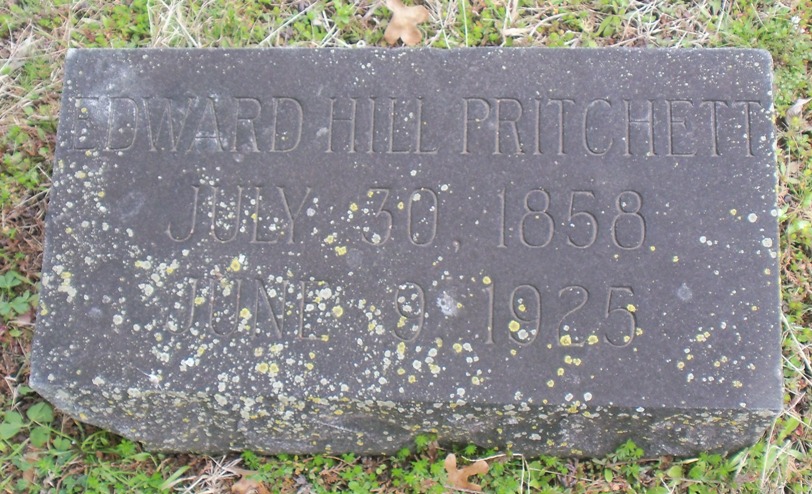 EDWARD HILL PRITCHETT
JULY 30, 1858
JUNE 9, 1925